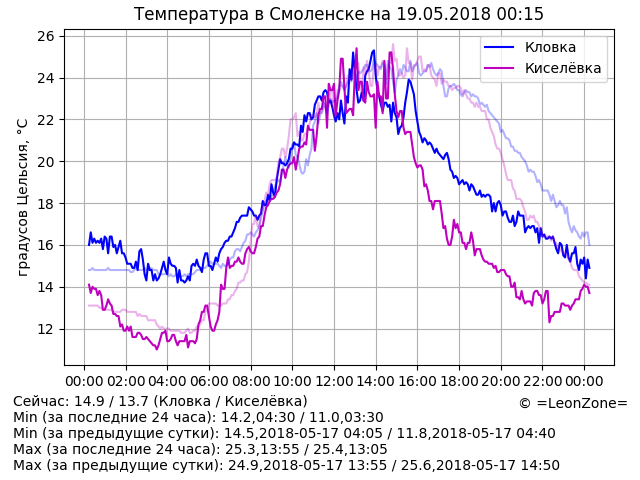 Температура в Смоленске на 19.05.2018 00:15
градусов Цельсия, °C
26
24
22
20
18
16
14
12
Кловка
Киселёвка
00:00 02:00 04:00 06:00 08:00 10:00 12:00 14:00 16:00 18:00 20:00 22:00 00:00
Сейчас: 14.9 / 13.7 (Кловка / Киселёвка)
© =LeonZone=
Min (за последние 24 часа): 14.2,04:30 / 11.0,03:30
Min (за предыдущие сутки): 14.5,2018-05-17 04:05 / 11.8,2018-05-17 04:40
Max (за последние 24 часа): 25.3,13:55 / 25.4,13:05
Max (за предыдущие сутки): 24.9,2018-05-17 13:55 / 25.6,2018-05-17 14:50